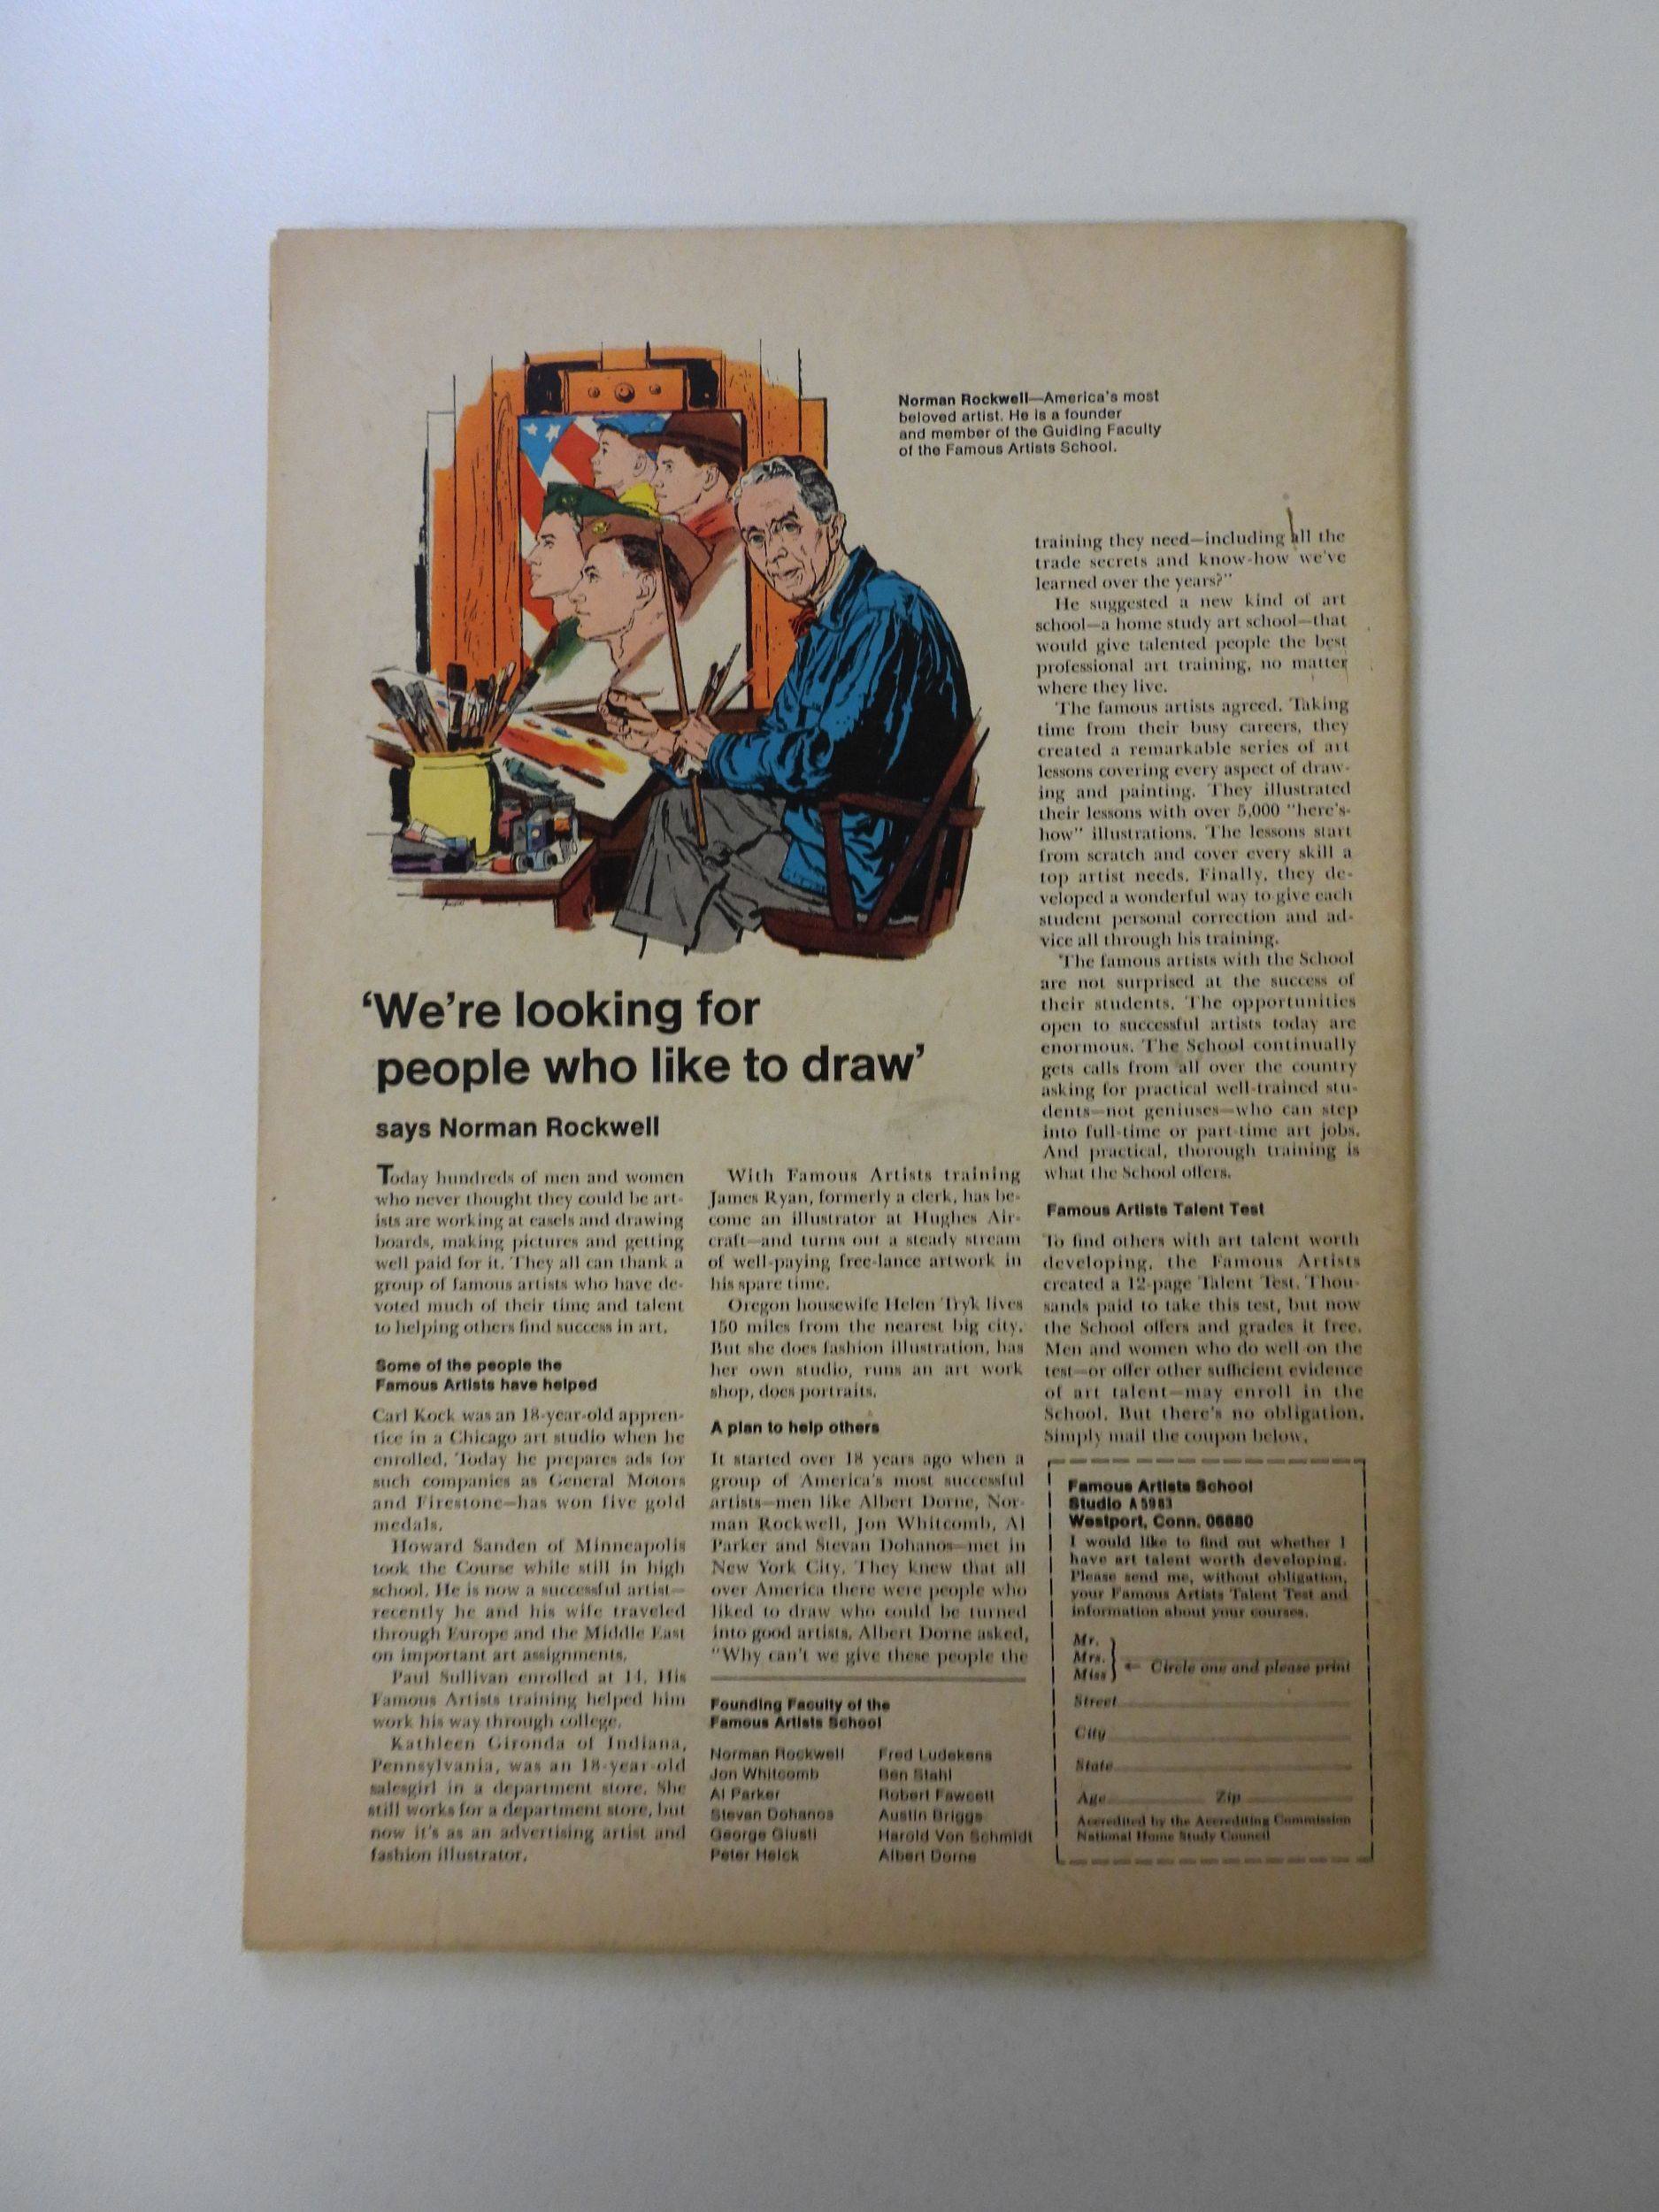 Norman Rockwell—America's most
beloved artist. He is a founder
and member of the Guiding Faculty
of the Famous Artists School.
'We're looking for
people who like to draw'
says Norman Rockwell
Today hundreds of men and women
who never thought they could be art-
ists are working at easels and drawing
boards, making pictures and getting
well paid for it. They all can thank a
group of famous artists who have de-
voted much of their time and talent
to helping others find success in art.
Some of the people the
Famous Artists have helped
Carl Kock was an 18-year-old appren-
tice in a Chicago art studio when he
enrolled. Today he prepares ads for
such companies as General Motors
and Firestone—has won five gold
medals.
Howard Sanden of Minneapolis
took the Course while still in high
school. He is now a successful artist—
recently he and his wife traveled
through Europe and the Middle East
on important art assignments.
Paul Sullivan enrolled at 14. His
Famous Artists training helped him
work his way through college.
Kathleen Gironda of Indiana,
Pennsylvania, was an 18-year-old
salesgirl in a department store. She
still works for a department store, but
now it's as an advertising artist and
fashion illustrator.
With Famous Artists training
James Ryan, formerly a clerk, has be-
come an illustrator at Hughes Air-
craft—and turns out a steady stream
of well-paying free-lance artwork in
his spare time.
Oregon housewife Helen Tryk lives
150 miles from the nearest big city.
But she does fashion illustration, has
her own studio, runs an art work
shop, does portraits.
A plan to help others
It started over 18 years ago when a
group of America's most successful
artists—men like Albert Dorne, Nor-
man Rockwell, Jon Whitcomb, Al
Parker and Stevan Dohanos—met in
New York City. They knew that all
over America there were people who
liked to draw who could be turned
into good artists. Albert Dorne asked,
"Why can't we give these people the
Founding Faculty of the
Famous Artists School
Norman Rockwell
Jon Whitcomb
Al Parker
Stevan Dohanos
George Giusti
Peter Helck
Fred Ludekens
Ben Stahl
Robert Fawcett
Austin Briggs
Harold Von Schmidt
Albert Dorne
training they need—including all the
trade secrets and know-how we've
learned over the years?"
He suggested a new kind of art
school—a home study art school—that
would give talented people the best
professional art training, no matter
where they live.
The famous artists agreed. Taking
time from their busy careers, they
created a remarkable series of art
lessons covering every aspect of draw-
ing and painting. They illustrated
their lessons with over 5,000 "here's-
how" illustrations. The lessons start
from scratch and cover every skill a
top artist needs. Finally, they de-
veloped a wonderful way to give each
student personal correction and ad-
vice all through his training.
The famous artists with the School
are not surprised at the success of
their students. The opportunities
open to successful artists today are
enormous. The School continually
gets calls from all over the country
asking for practical well-trained stu-
dents—not geniuses—who can step
into full-time or part-time art jobs.
And practical, thorough training is
what the School offers.
Famous Artists Talent Test
To find others with art talent worth
developing, the Famous Artists
created a 12-page Talent Test. Thou-
sands paid to take this test, but now
the School offers and grades it free.
Men and women who do well on the
test—or offer other sufficient evidence
of art talent—may enroll in the
School. But there's no obligation.
Simply mail the coupon below.
Famous Artists School
Studio A5983
Westport, Conn. 06880
I would like to find out whether I
have art talent worth developing.
Please send me, without obligation,
your Famous Artists Talent Test and
information about your courses.
Mr.
Mrs.
Miss
Circle one and please print
Street
City
State
Age Zip
Accredited by the Accrediting Commission
National Home Study Council